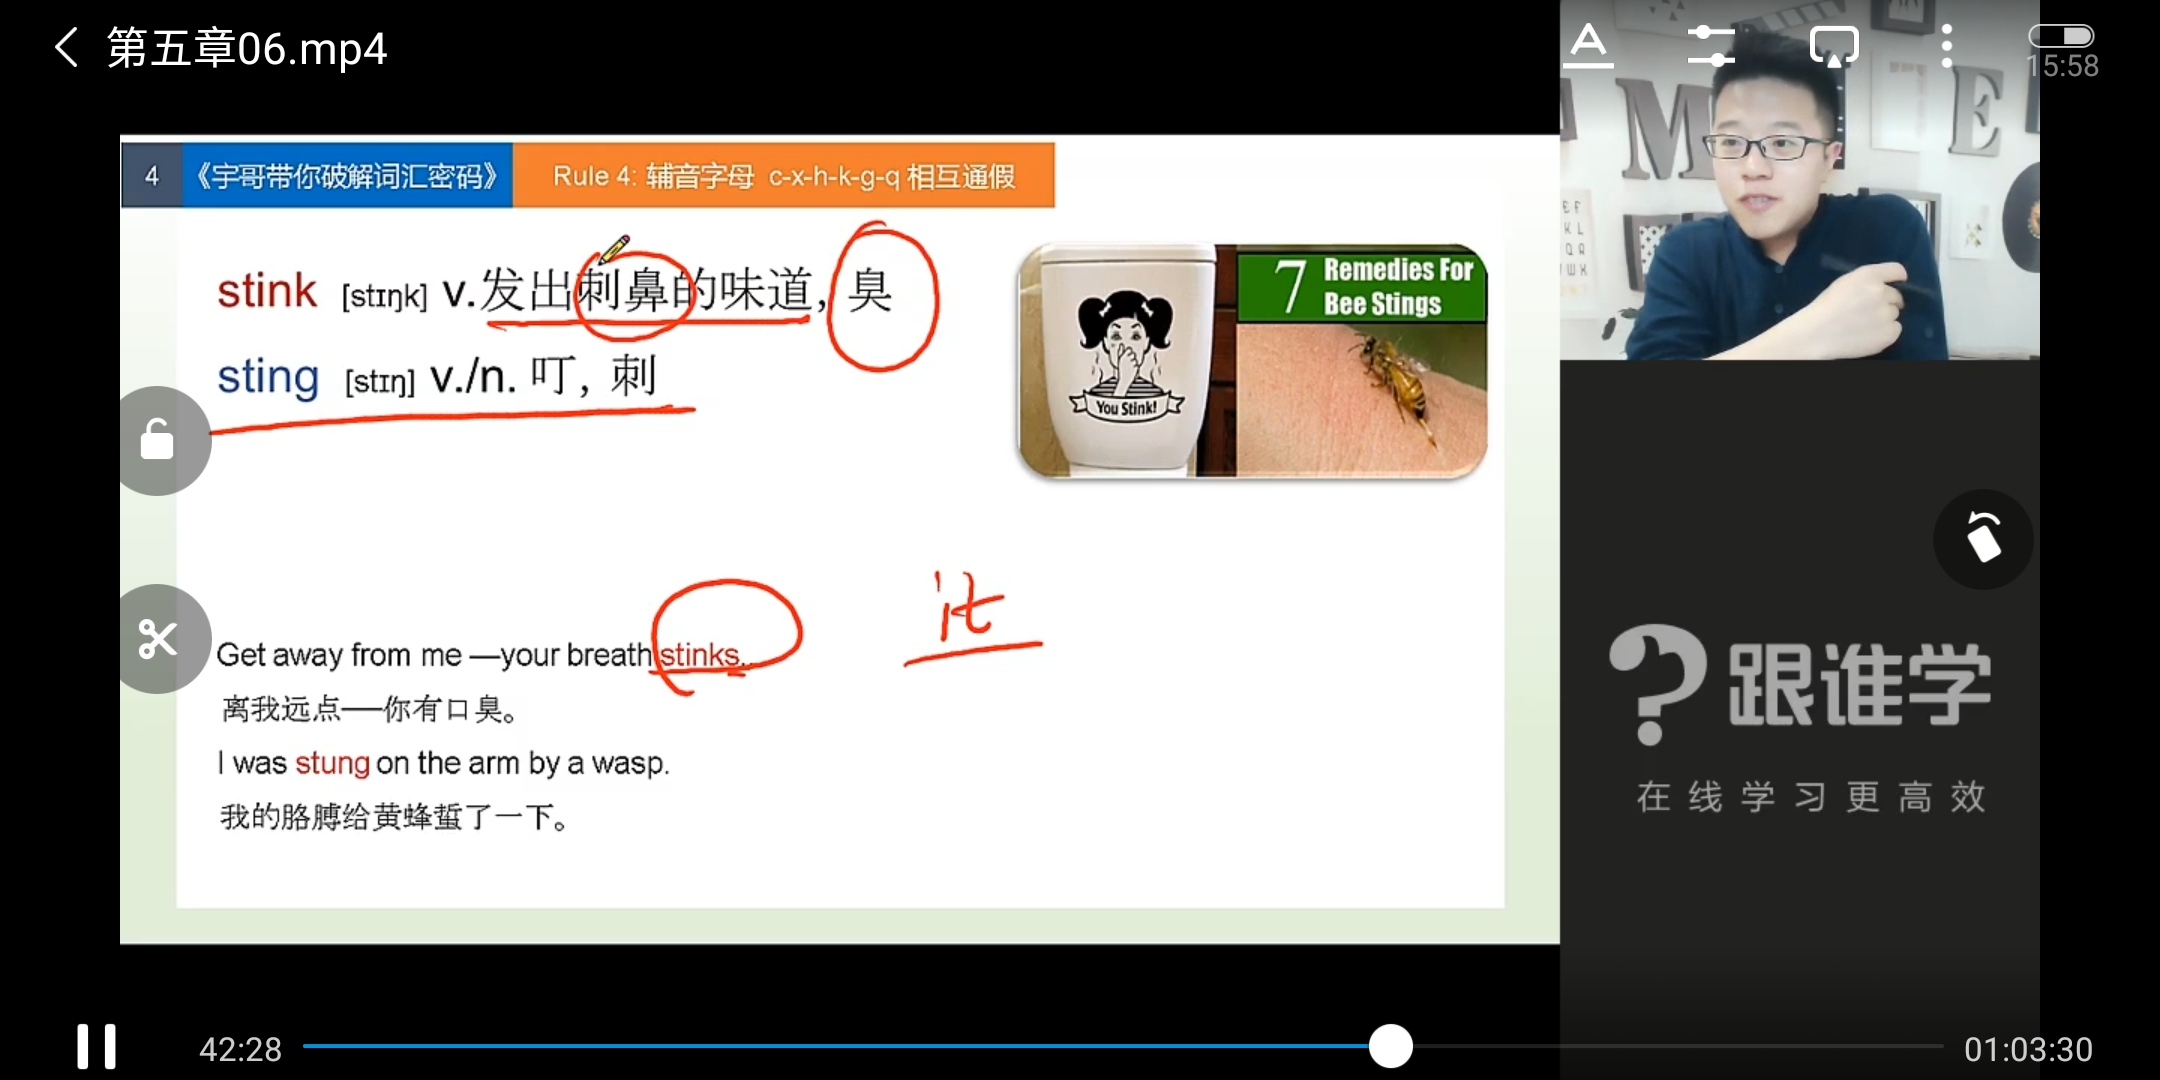 第五章06.mp4
15:58
4 《宇哥带你破解词汇密码》 Rule 4: 辅音字母 c-x-h-k-g-q 相互通假
stink [stɪŋk] v.发出刺鼻的味道, 臭
sting [stɪŋ] v./n. 叮, 刺
7 Remedies For
Bee Stings
You Stink!
M E
it
Get away from me —your breath stinks..
离我远点——你有口臭。
I was stung on the arm by a wasp.
我的胳膊给黄蜂蜇了一下。
跟谁学
在线学习更高效
42:28
01:03:30